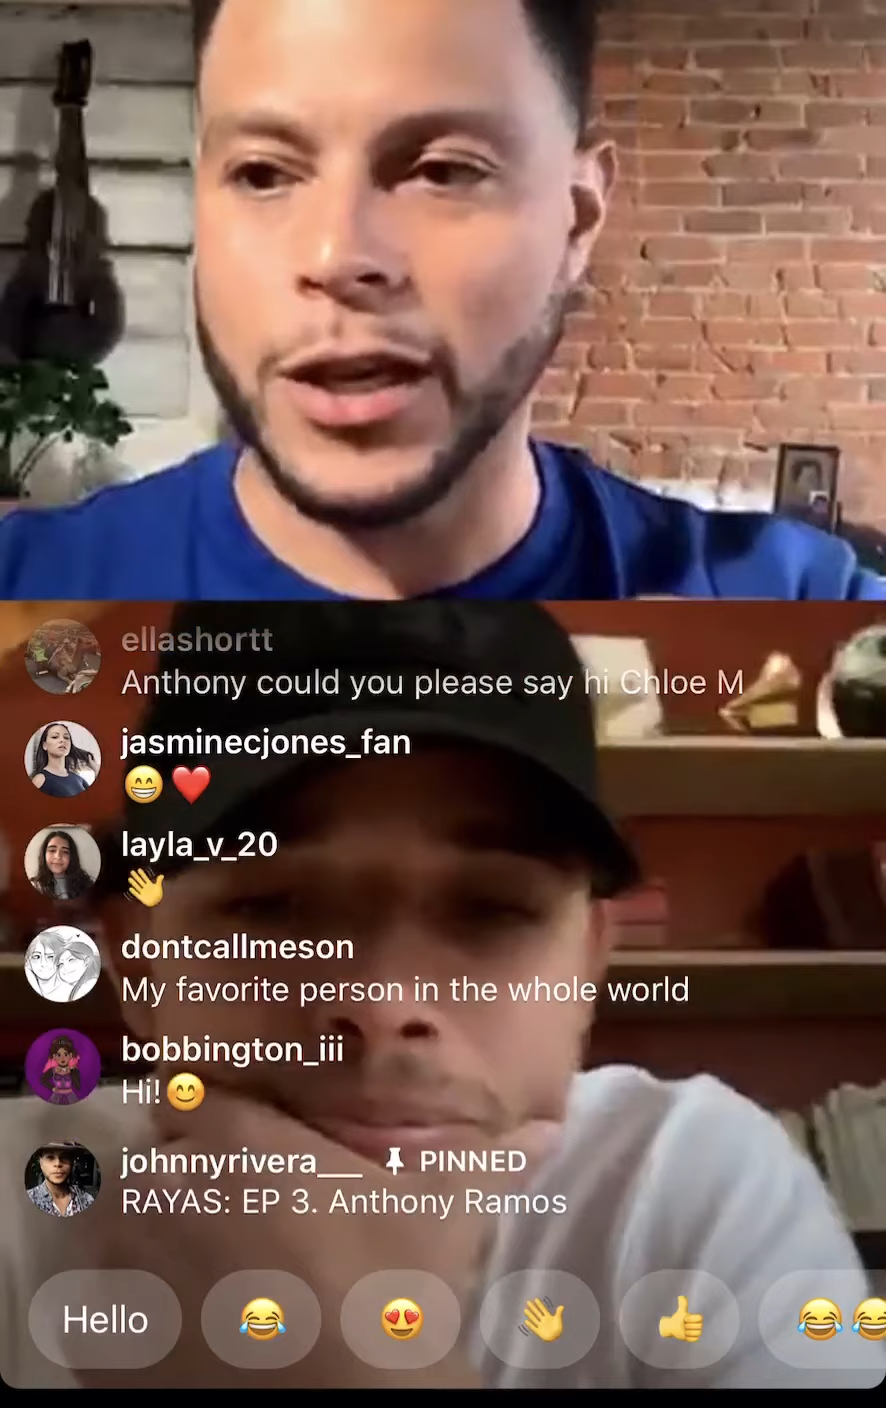 ellashortt
Anthony could you please say hi Chloe M
jasminecjones_fan
😁❤️
layla_v_20
👋
dontcallmeson
My favorite person in the whole world
bobbington_iii
Hi!😊
johnnyrivera___ 📌 PINNED
RAYAS: EP 3. Anthony Ramos
Hello 😂 😍 👋 👍 😂😂